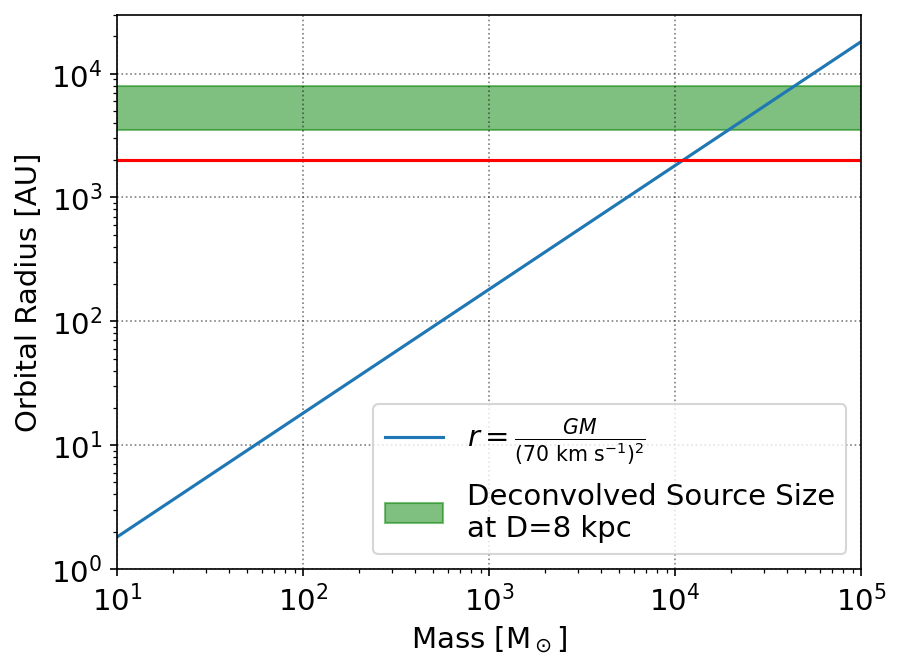 10⁴
10³
10²
10¹
10⁰
Orbital Radius [AU]
r = GM / (70 km s⁻¹)²
Deconvolved Source Size
at D=8 kpc
10¹ 10² 10³ 10⁴ 10⁵
Mass [M⊙]